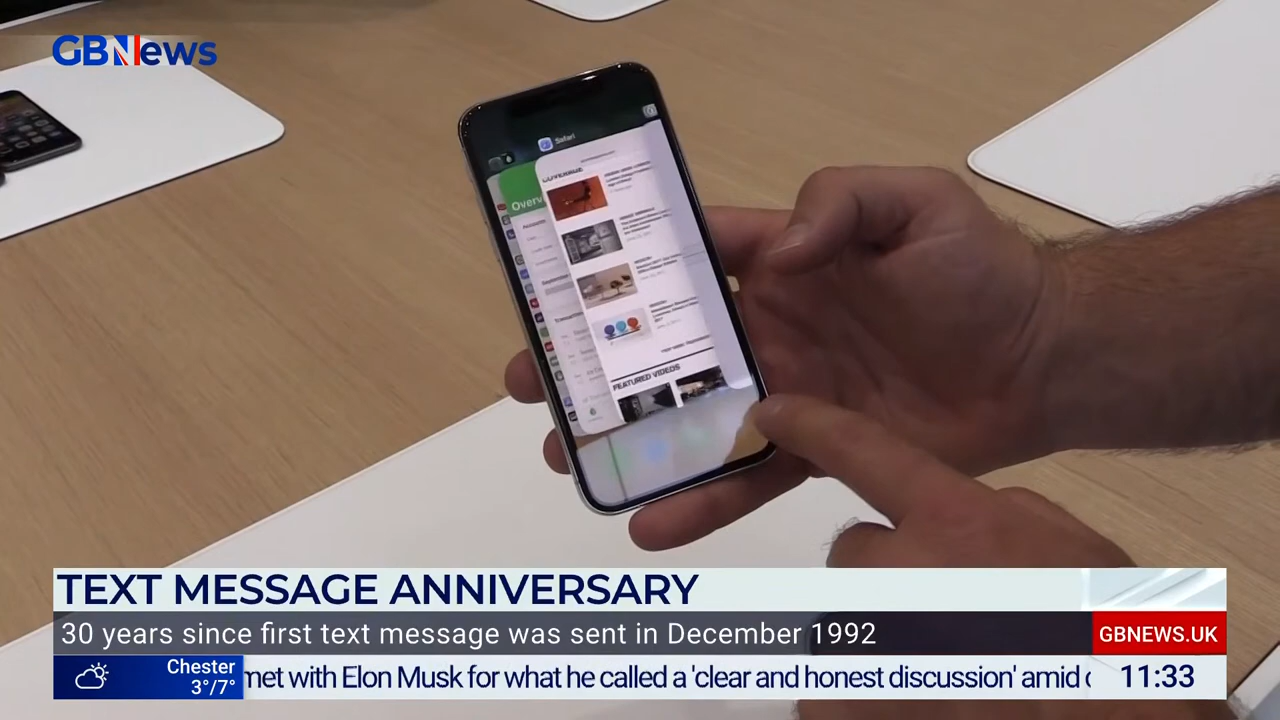 GBNews
Safari
Overv
FEATURED VIDEOS
TEXT MESSAGE ANNIVERSARY
30 years since first text message was sent in December 1992
GBNEWS.UK
Chester
3°/7°
met with Elon Musk for what he called a 'clear and honest discussion' amid
11:33